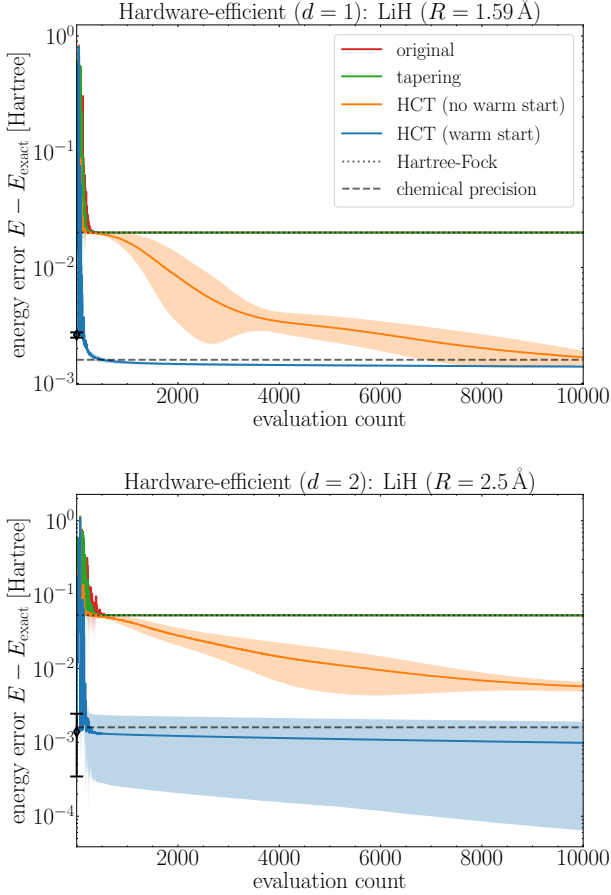 Hardware-efficient (d = 1): LiH (R = 1.59 Å)
energy error E − E_exact [Hartree]
10^0
10^−1
10^−2
10^−3
original
tapering
HCT (no warm start)
HCT (warm start)
Hartree-Fock
chemical precision
2000 4000 6000 8000 10000
evaluation count
Hardware-efficient (d = 2): LiH (R = 2.5 Å)
energy error E − E_exact [Hartree]
10^0
10^−1
10^−2
10^−3
10^−4
2000 4000 6000 8000 10000
evaluation count